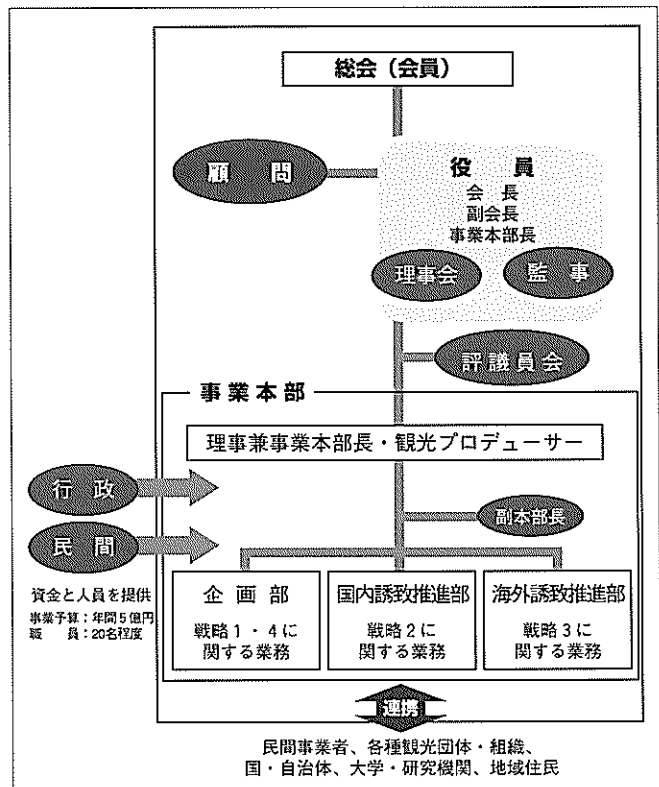 総会（会員）
顧　問
役　員
会　長
副会長
事業本部長
理事会
監　事
評議員会
事業本部
理事兼事業本部長・観光プロデューサー
行　政
民　間
副本部長
資金と人員を提供
事業予算：年間５億円
職　　員：20名程度
企　画　部
戦略１・４に
関する業務
国内誘致推進部
戦略２に
関する業務
海外誘致推進部
戦略３に
関する業務
連携
民間事業者、各種観光団体・組織、
国・自治体、大学・研究機関、地域住民